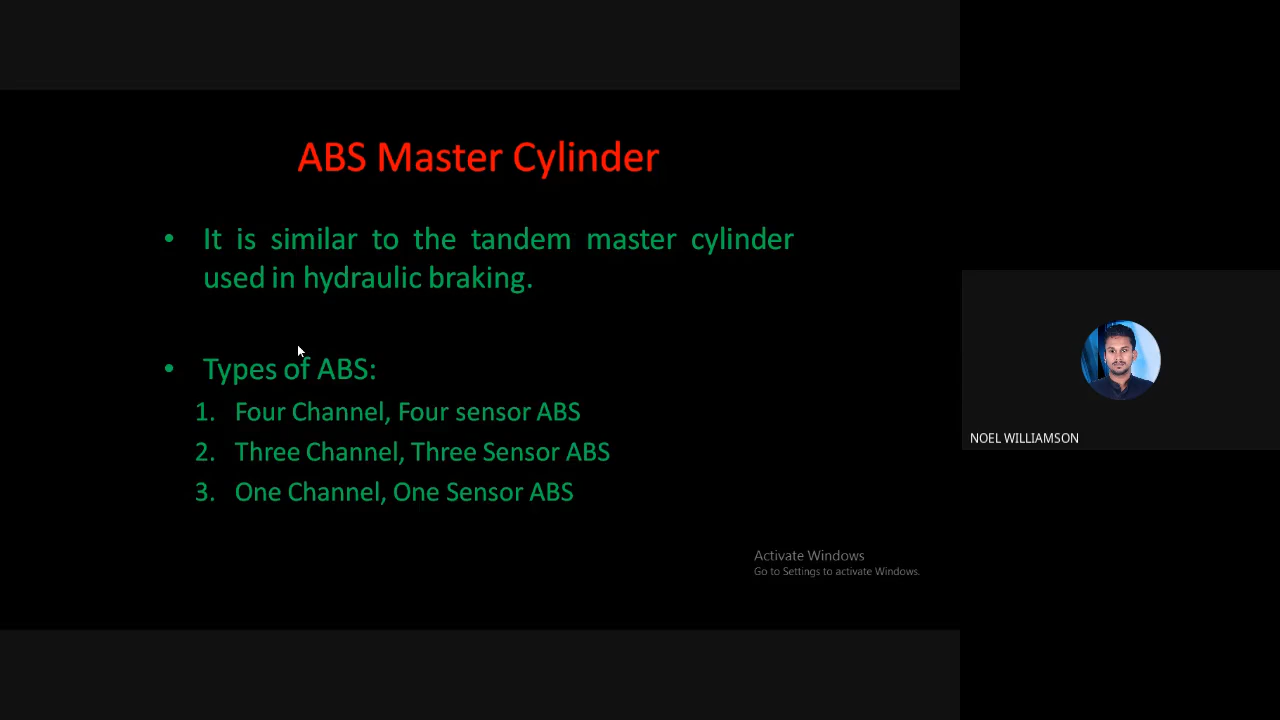 ABS Master Cylinder
• It is similar to the tandem master cylinder
used in hydraulic braking.
• Types of ABS:
1. Four Channel, Four sensor ABS
2. Three Channel, Three Sensor ABS
3. One Channel, One Sensor ABS
Activate Windows
Go to Settings to activate Windows.
NOEL WILLIAMSON